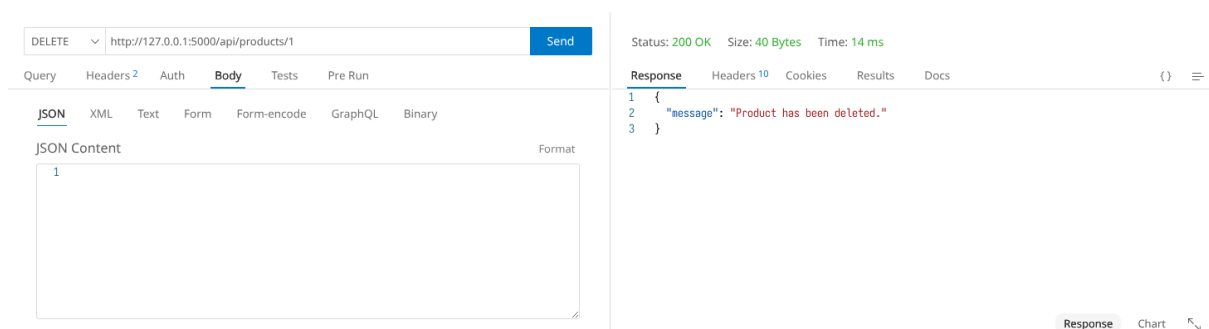 DELETE http://127.0.0.1:5000/api/products/1 Send
Query Headers 2 Auth Body Tests Pre Run
JSON XML Text Form Form-encode GraphQL Binary
JSON Content Format
1
Status: 200 OK Size: 40 Bytes Time: 14 ms
Response Headers 10 Cookies Results Docs {}
1 {
2 "message": "Product has been deleted."
3 }
Response Chart